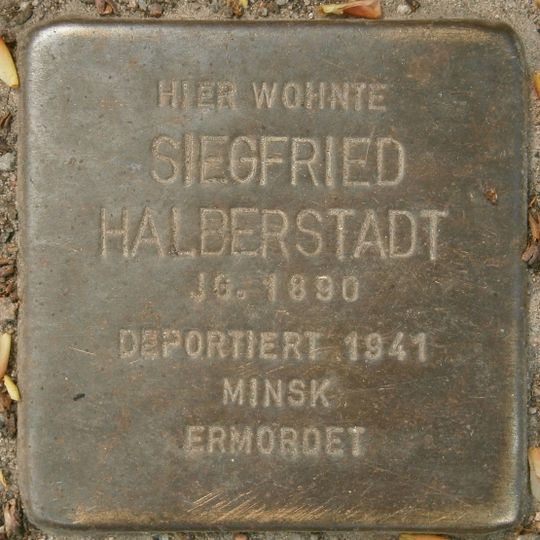 HIER WOHNTE
SIEGFRIED
HALBERSTADT
JG. 1890
DEPORTIERT 1941
MINSK
ERMORDET